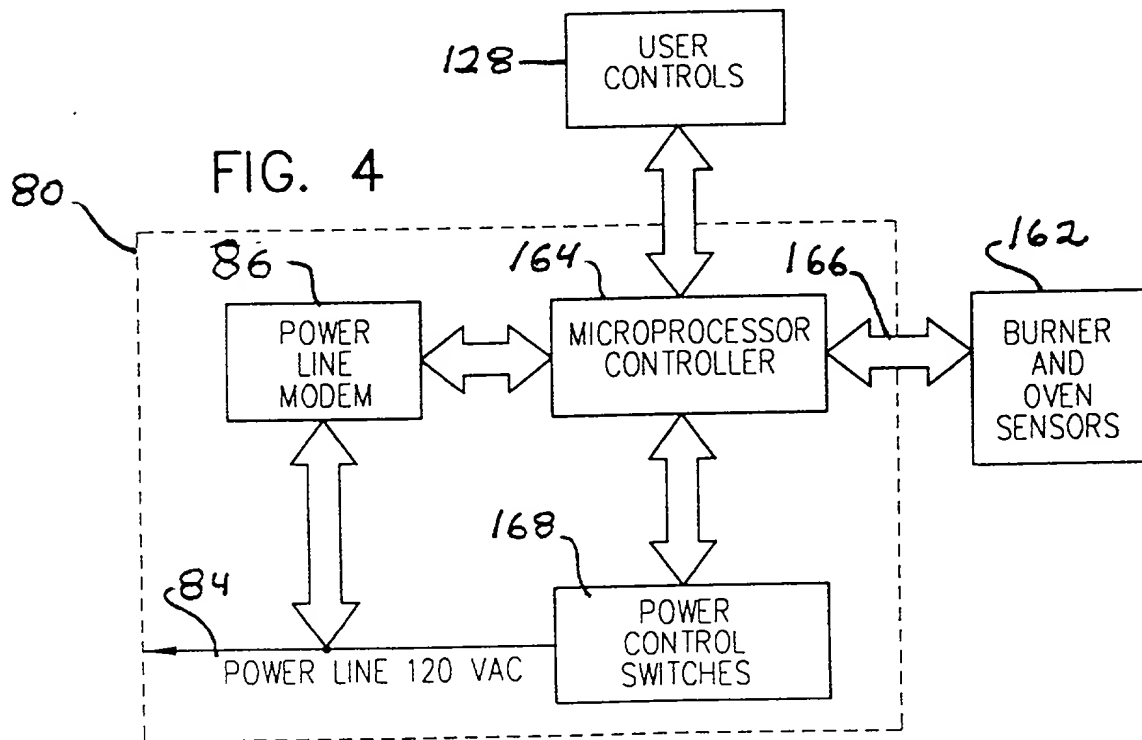 128
USER
CONTROLS
FIG. 4
80
86
164
166
162
POWER
LINE
MODEM
MICROPROCESSOR
CONTROLLER
BURNER
AND
OVEN
SENSORS
168
84
POWER LINE 120 VAC
POWER
CONTROL
SWITCHES